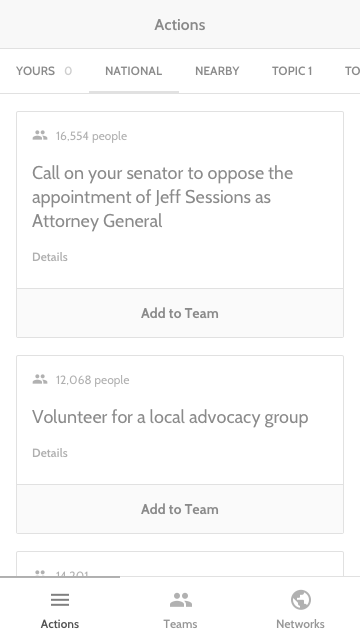 Actions
YOURS 0 NATIONAL NEARBY TOPIC 1 TO
16,554 people
Call on your senator to oppose the
appointment of Jeff Sessions as
Attorney General
Details
Add to Team
12,068 people
Volunteer for a local advocacy group
Details
Add to Team
14,201
Actions Teams Networks